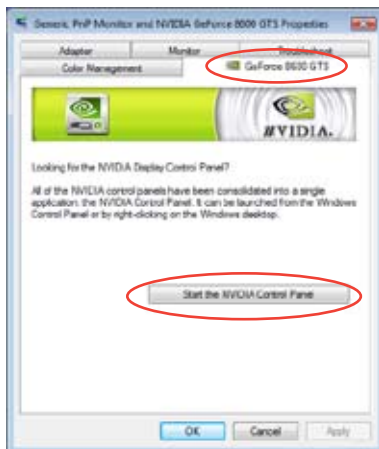 Generic PnP Monitor and NVIDIA GeForce 8600 GTS Properties
Adapter Monitor Troubleshoot
Color Management GeForce 8600 GTS
NVIDIA.
Looking for the NVIDIA Display Control Panel?
All of the NVIDIA control panels have been consolidated into a single
application: the NVIDIA Control Panel. It can be launched from the Windows
Control Panel or by right-clicking on the Windows desktop.
Start the NVIDIA Control Panel
OK Cancel Apply